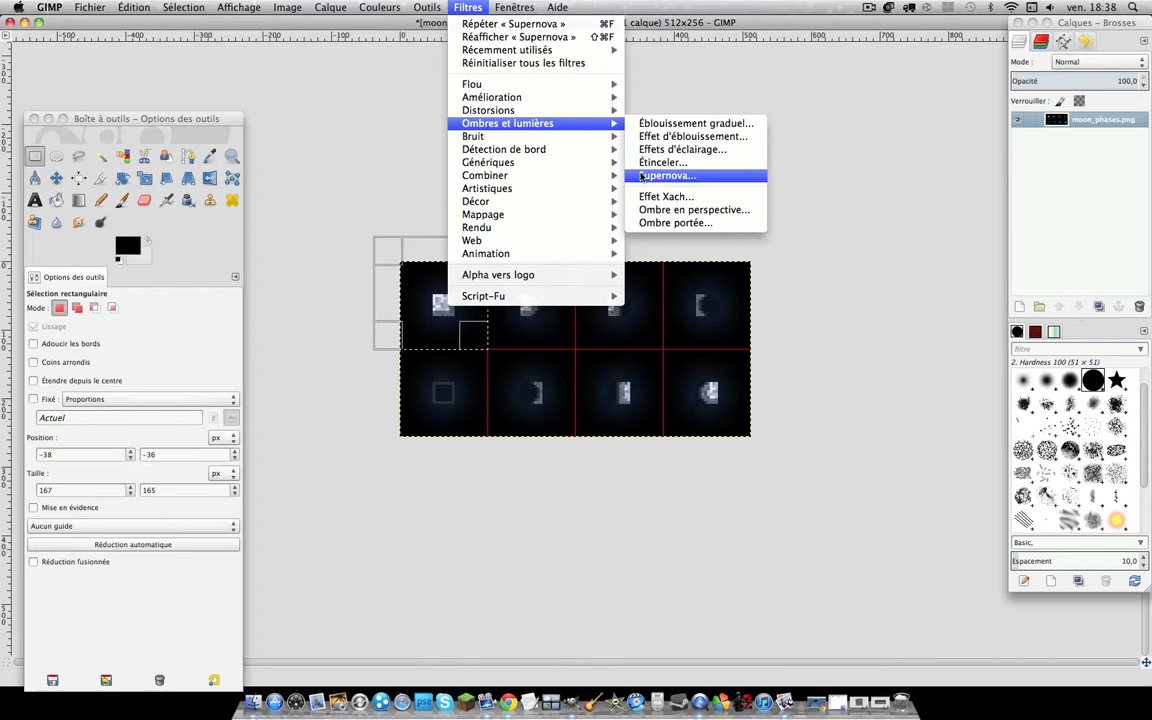 GIMP Fichier Édition Sélection Affichage Image Calque Couleurs Outils Filtres Fenêtres Aide ven. 18:38
*[moon 1 calque) 512x256 – GIMP
Calques - Brosses
Répéter « Supernova » ⌘F
Réafficher « Supernova » ⇧⌘F
Récemment utilisés
Réinitialiser tous les filtres
Flou
Amélioration
Distorsions
Ombres et lumières
Bruit
Détection de bord
Génériques
Combiner
Artistiques
Décor
Mappage
Rendu
Web
Animation
Alpha vers logo
Script-Fu
Éblouissement graduel...
Effet d'éblouissement...
Effets d'éclairage...
Étinceler...
Supernova...
Effet Xach...
Ombre en perspective...
Ombre portée...
Boîte à outils - Options des outils
Options des outils
Sélection rectangulaire
Mode :
Lissage
Adoucir les bords
Coins arrondis
Étendre depuis le centre
Fixé : Proportions
Actuel
Position : px
-38 -36
Taille : px
167 165
Mise en évidence
Aucun guide
Réduction automatique
Réduction fusionnée
Mode : Normal
Opacité 100,0
Verrouiller :
moon_phases.png
filtre
2. Hardness 100 (51 × 51)
Basic,
Espacement 10,0